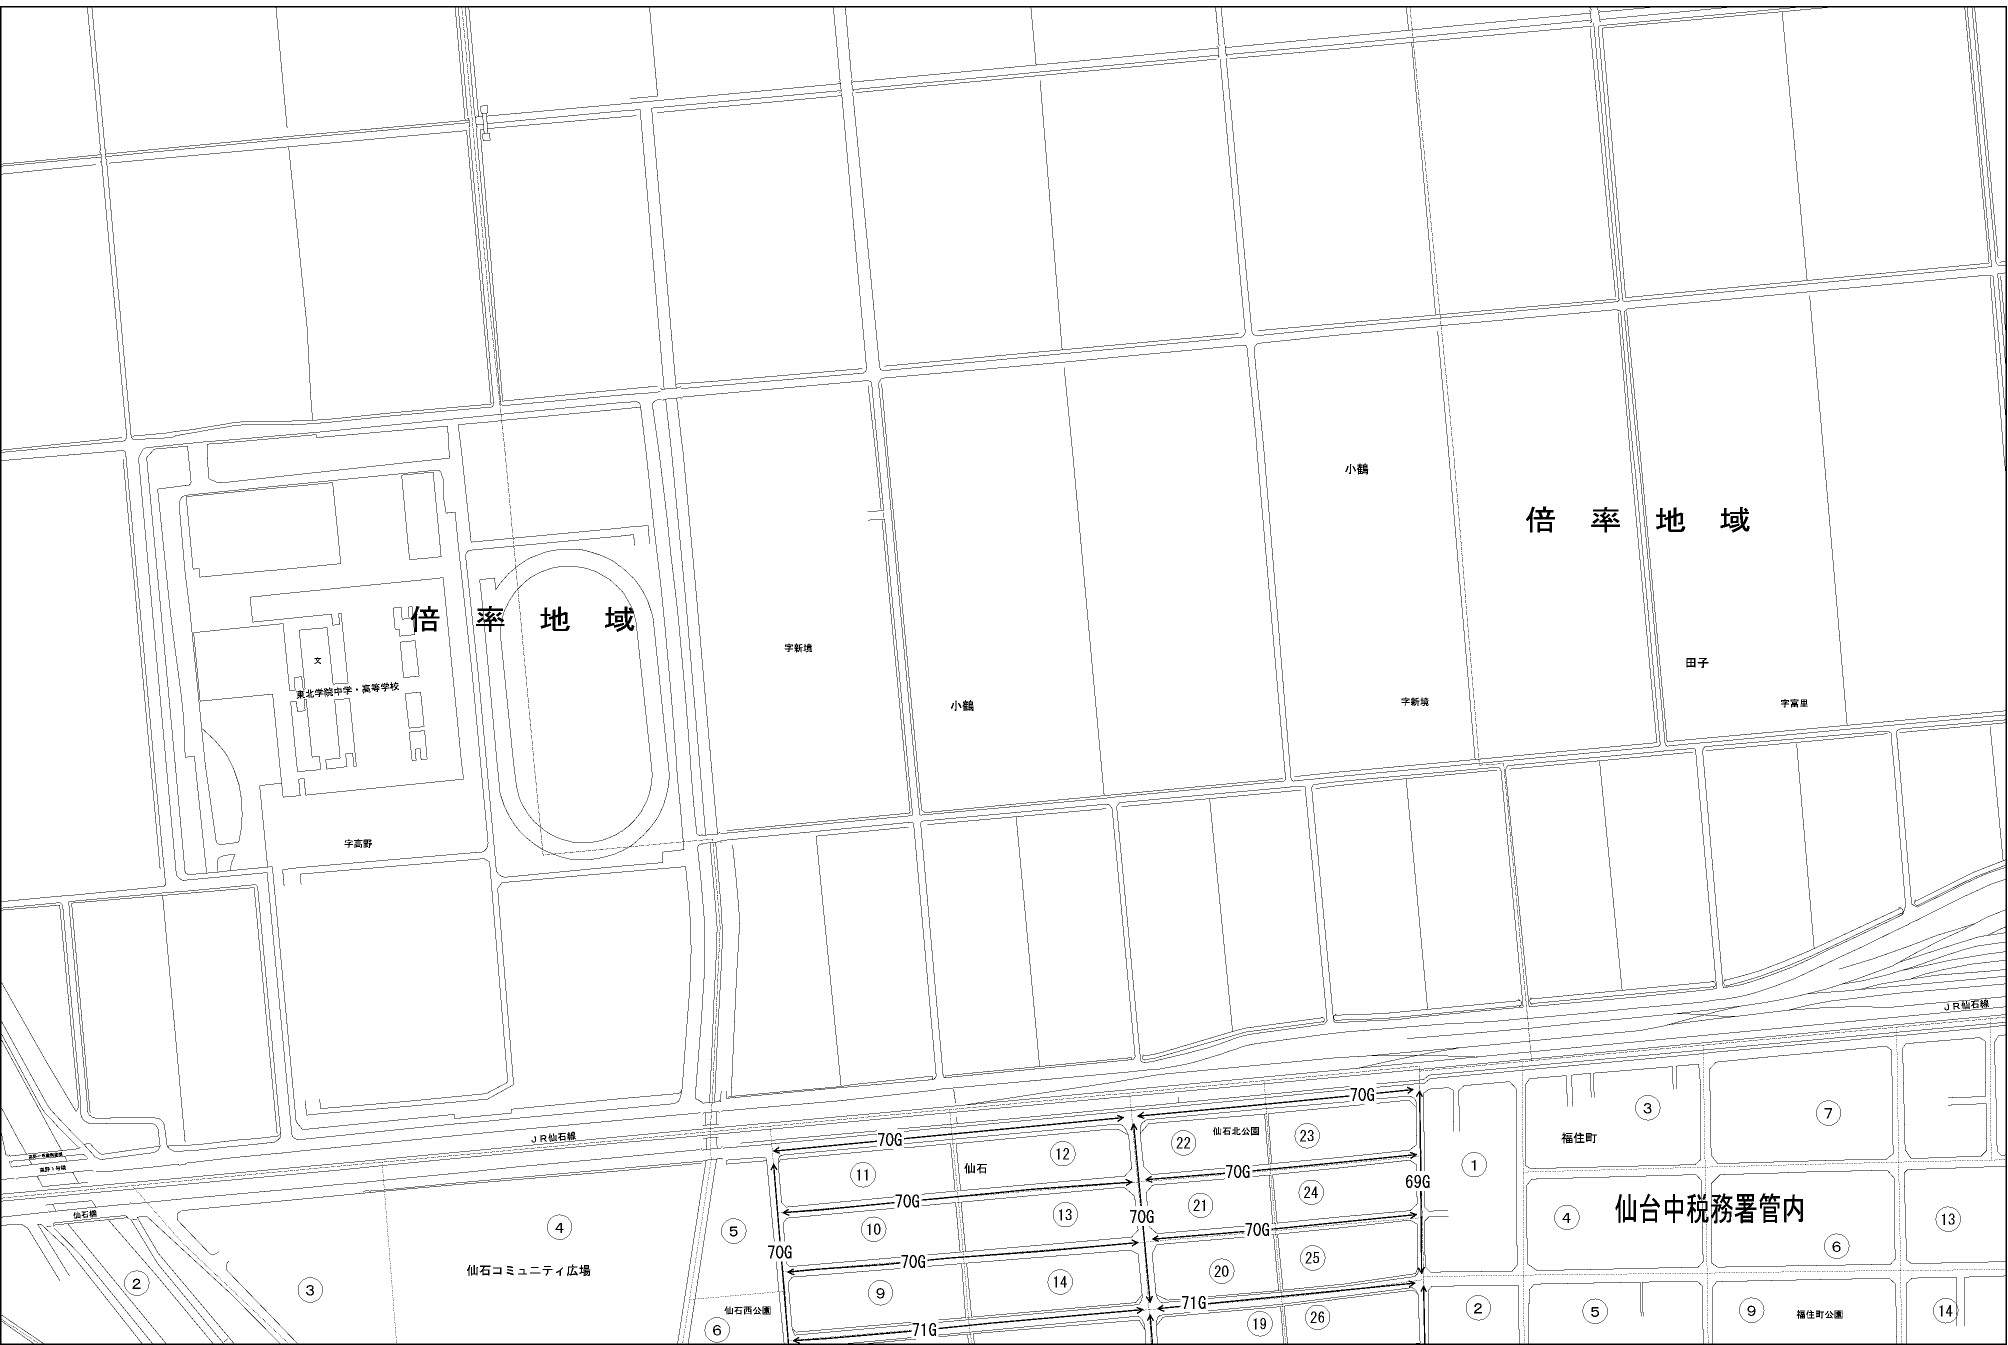 小鶴
倍率地域
倍率地域
字新境
文
田子
東北学院中学・高等学校
小鶴
字新境
字富里
字高野
JR仙石線
70G
③
⑦
70G
JR仙石線
22
仙石北公園
23
福住町
12
仙石
11
70G
①
69G
24
70G
21
13
70G
10
④
⑤
70G
④
仙台中税務署管内
13
仙石橋
70G
70G
⑥
25
70G
仙石コミュニティ広場
20
14
②
③
⑨
71G
仙石西公園
②
⑤
⑨
福住町公園
14
26
19
71G
⑥